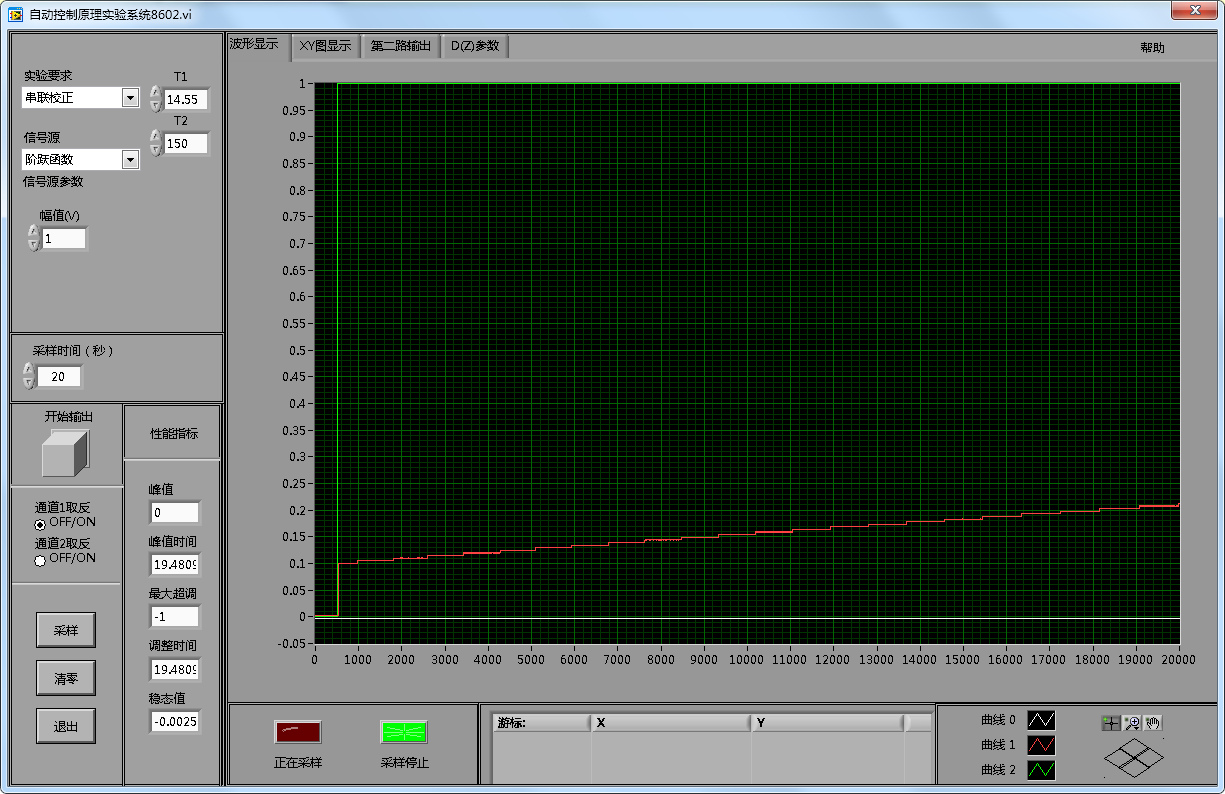 自动控制原理实验系统8602.vi
波形显示
XY图显示
第二路输出
D(Z)参数
帮助
实验要求
串联校正
T1
14.55
T2
150
信号源
阶跃函数
信号源参数
幅值(V)
1
采样时间（秒）
20
开始输出
性能指标
通道1取反
OFF/ON
通道2取反
OFF/ON
峰值
0
峰值时间
19.4809
最大超调
-1
调整时间
19.4809
稳态值
-0.0025
采样
清零
退出
1
0.95
0.9
0.85
0.8
0.75
0.7
0.65
0.6
0.55
0.5
0.45
0.4
0.35
0.3
0.25
0.2
0.15
0.1
0.05
0
-0.05
0 1000 2000 3000 4000 5000 6000 7000 8000 9000 10000 11000 12000 13000 14000 15000 16000 17000 18000 19000 20000
正在采样
采样停止
游标: X Y
曲线 0
曲线 1
曲线 2